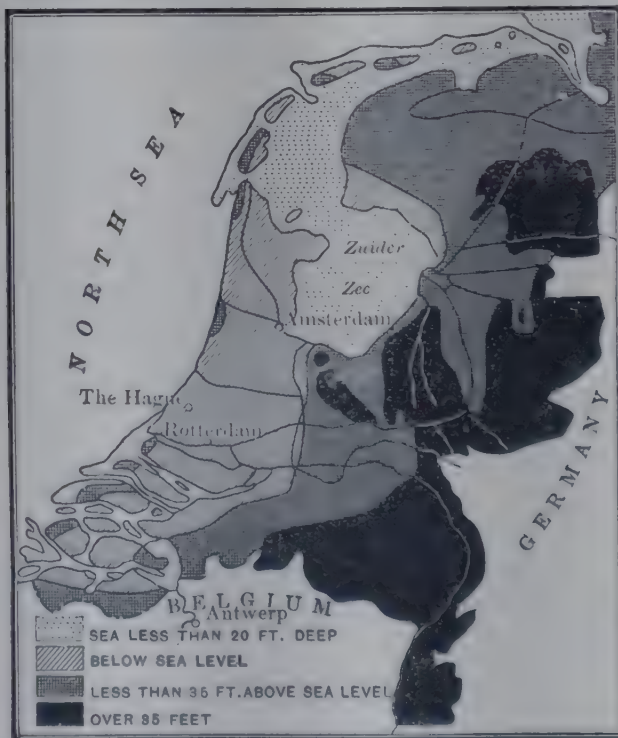 NORTH SEA
Zuider
Zee
Amsterdam
The Hague
Rotterdam
GERMANY
BELGIUM
Antwerp
SEA LESS THAN 20 FT. DEEP
BELOW SEA LEVEL
LESS THAN 35 FT. ABOVE SEA LEVEL
OVER 35 FEET